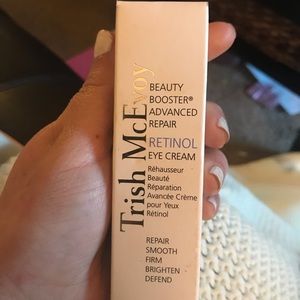 Trish McEvoy
BEAUTY
BOOSTER®
ADVANCED
REPAIR
RETINOL
EYE CREAM
Réhausseur
Beauté
Réparation
Avancée Crème
pour Yeux
Rétinol
REPAIR
SMOOTH
FIRM
BRIGHTEN
DEFEND